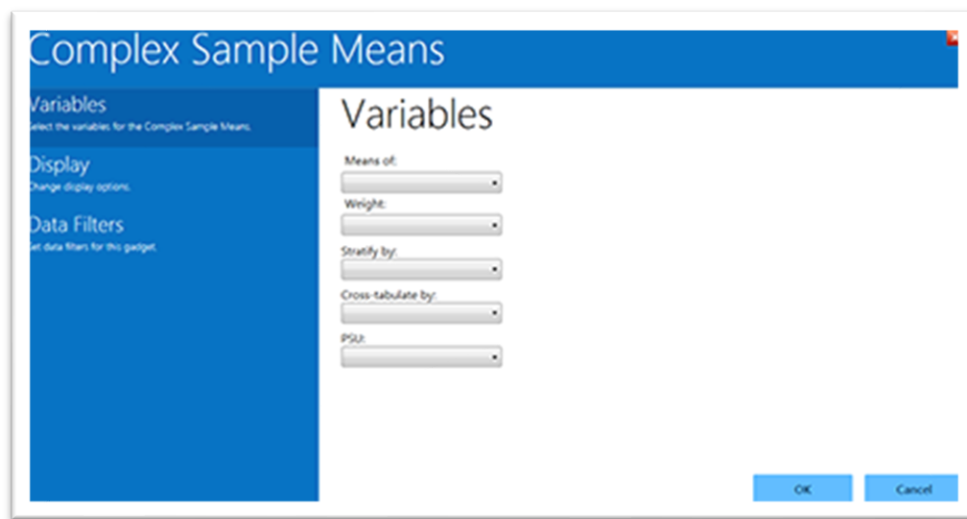 Complex Sample Means
Variables
Select the variables for the Complex Sample Means.
Display
Change display options.
Data Filters
Set data filters for this gadget.
Variables
Means of:
Weight:
Stratify by:
Cross-tabulate by:
PSU:
OK
Cancel